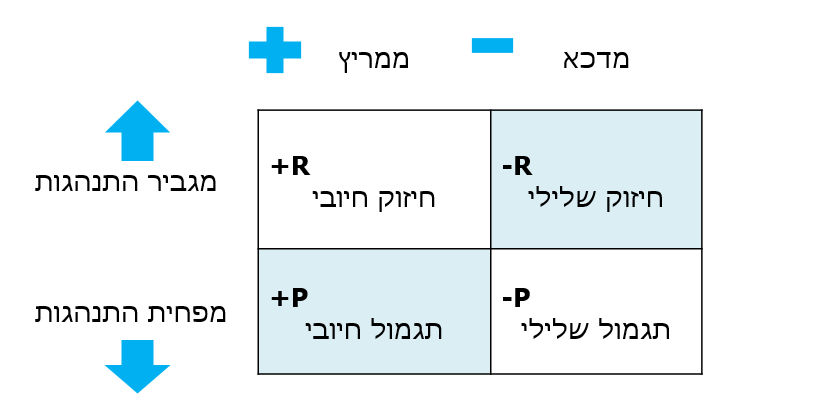 ממריץ
מדכא
מגביר התנהגות
+R
חיזוק חיובי
-R
חיזוק שלילי
מפחית התנהגות
+P
תגמול חיובי
-P
תגמול שלילי